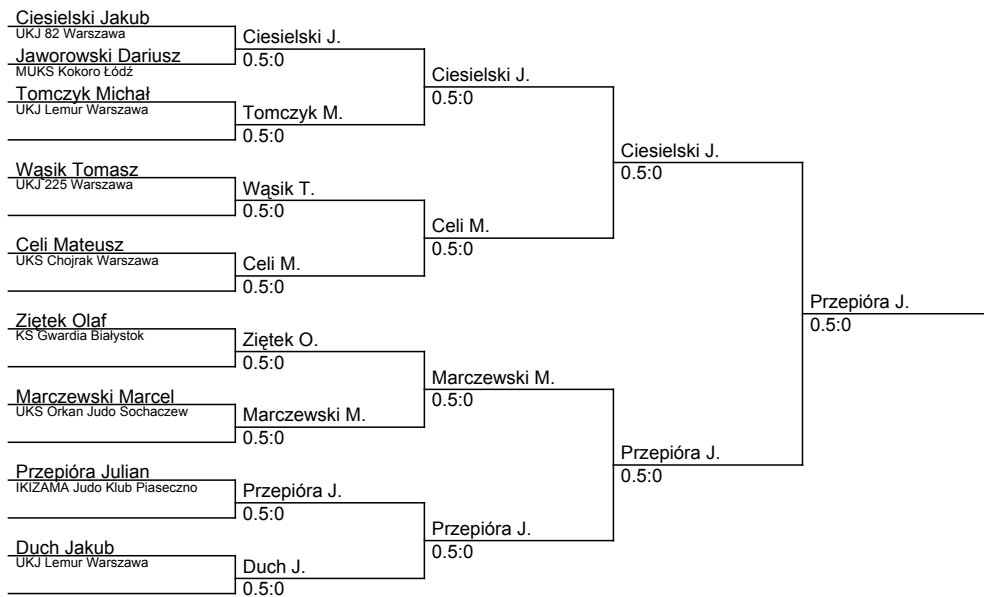 Ciesielski Jakub
UKJ 82 Warszawa
Jaworowski Dariusz
MUKS Kokoro Łódź
Tomczyk Michał
UKJ Lemur Warszawa
Wąsik Tomasz
UKJ 225 Warszawa
Celi Mateusz
UKS Chojrak Warszawa
Ziętek Olaf
KS Gwardia Białystok
Marczewski Marcel
UKS Orkan Judo Sochaczew
Przepióra Julian
IKIZAMA Judo Klub Piaseczno
Duch Jakub
UKJ Lemur Warszawa
Ciesielski J.
0.5:0
Tomczyk M.
0.5:0
Wąsik T.
0.5:0
Celi M.
0.5:0
Ziętek O.
0.5:0
Marczewski M.
0.5:0
Przepióra J.
0.5:0
Duch J.
0.5:0
Ciesielski J.
0.5:0
Celi M.
0.5:0
Marczewski M.
0.5:0
Przepióra J.
0.5:0
Ciesielski J.
0.5:0
Przepióra J.
0.5:0
Przepióra J.
0.5:0